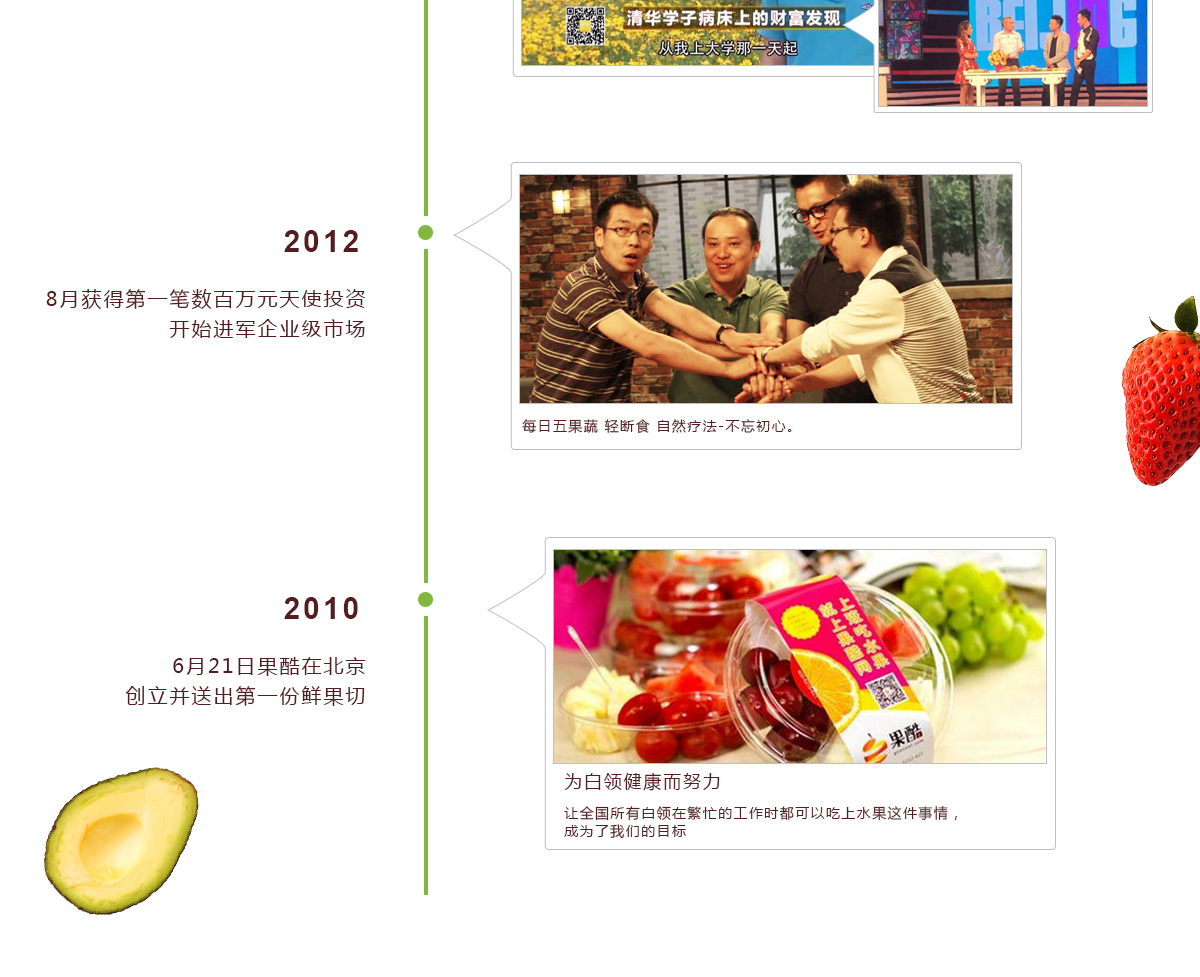 清华学子病床上的财富发现
从我上大学那一天起
BEIJING
2012
8月获得第一笔数百万元天使投资
开始进军企业级市场
每日五果蔬 轻断食 自然疗法-不忘初心。
2010
6月21日果酷在北京
创立并送出第一份鲜果切
上班吃水果
就上果酷网
果酷
为白领健康而努力
让全国所有白领在繁忙的工作时都可以吃上水果这件事情，
成为了我们的目标